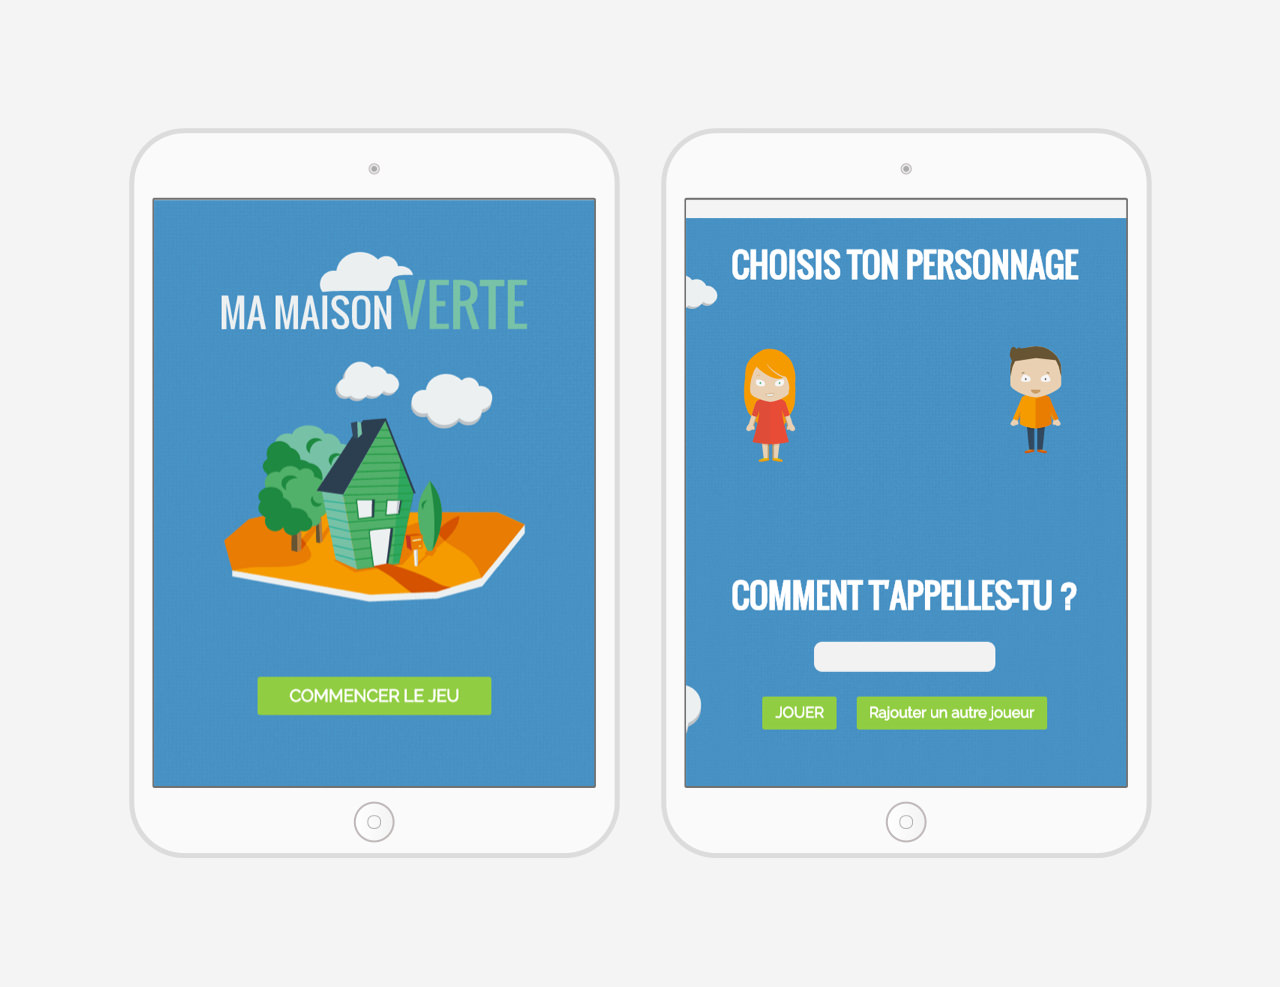 MA MAISON VERTE
COMMENCER LE JEU
CHOISIS TON PERSONNAGE
COMMENT T'APPELLES-TU ?
JOUER
Rajouter un autre joueur